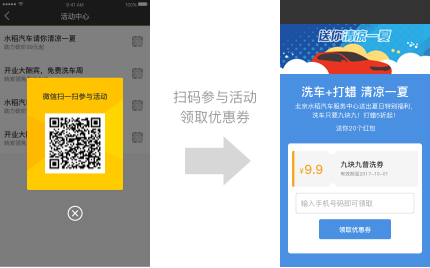 9:41 AM
100%
活动中心
水稻汽车请你清凉一夏
开业大酬宾，免费洗车周
水稻汽
开业大
微信扫一扫参与活动
扫码参与活动
领取优惠券
送你清凉一夏
洗车+打蜡 清凉一夏
北京水稻汽车服务中心送出夏日特别福利，
洗车只要九块九！打蜡5折起！
送你20个红包
¥9.9
九块九普洗券
有效期至2017-10-01
输入手机号码即可领取
领取优惠券